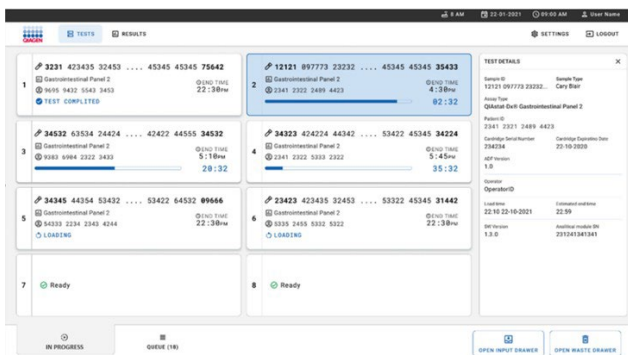 8 AM 22-01-2021 09:00 AM User Name
QIAGEN TESTS RESULTS SETTINGS LOGOUT
1
3231 423435 32453 .... 45345 45345 75642
Gastrointestinal Panel 2
END TIME
9695 9432 5543 3453
22:30PM
TEST COMPLITED
2
12121 097773 23232 .... 45345 45345 35433
Gastrointestinal Panel 2
END TIME
2341 2322 2489 4423
4:30PM
02:32
3
34532 63534 24424 .... 42422 44555 34532
Gastrointestinal Panel 2
END TIME
9383 6984 2322 3433
5:10PM
20:32
4
34323 424224 44342 .... 53422 45345 34224
Gastrointestinal Panel 2
END TIME
2341 2322 5333 2322
5:45PM
35:32
5
34345 44354 53432 .... 53422 64532 09666
Gastrointestinal Panel 2
END TIME
54333 2234 2343 4244
22:30PM
LOADING
6
23423 423435 32453 .... 53422 45345 31442
Gastrointestinal Panel 2
END TIME
5335 2455 5332 5322
22:30PM
LOADING
7 Ready
8 Ready
TEST DETAILS
Sample ID Sample Type
12121 097773 23232... Cary Blair
Assay Type
QIAstat-Dx® Gastrointestinal Panel 2
Patient ID
2341 2321 2489 4423
Cartridge Serial Number Cartridge Expiration Date
234234 22-10-2020
ADF Version
1.0
Operator
OperatorID
Load time Estimated end time
22:10 22-10-2021 22:59
SW Version Analitical module SN
1.3.0 231241341341
IN PROGRESS QUEUE (18) OPEN INPUT DRAWER OPEN WASTE DRAWER